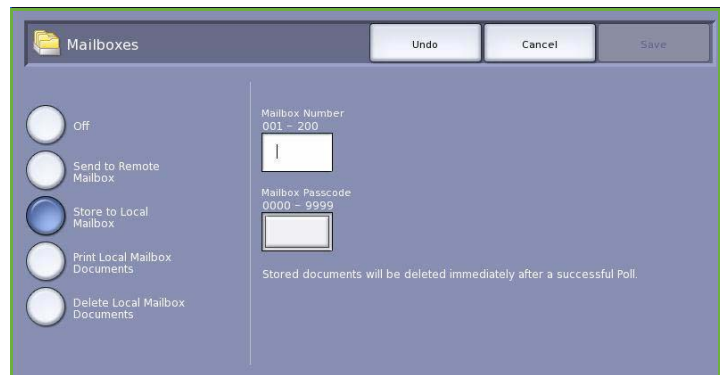 Mailboxes
Undo
Cancel
Save
Off
Send to Remote
Mailbox
Store to Local
Mailbox
Print Local Mailbox
Documents
Delete Local Mailbox
Documents
Mailbox Number
001 - 200
Mailbox Passcode
0000 - 9999
Stored documents will be deleted immediately after a successful Poll.